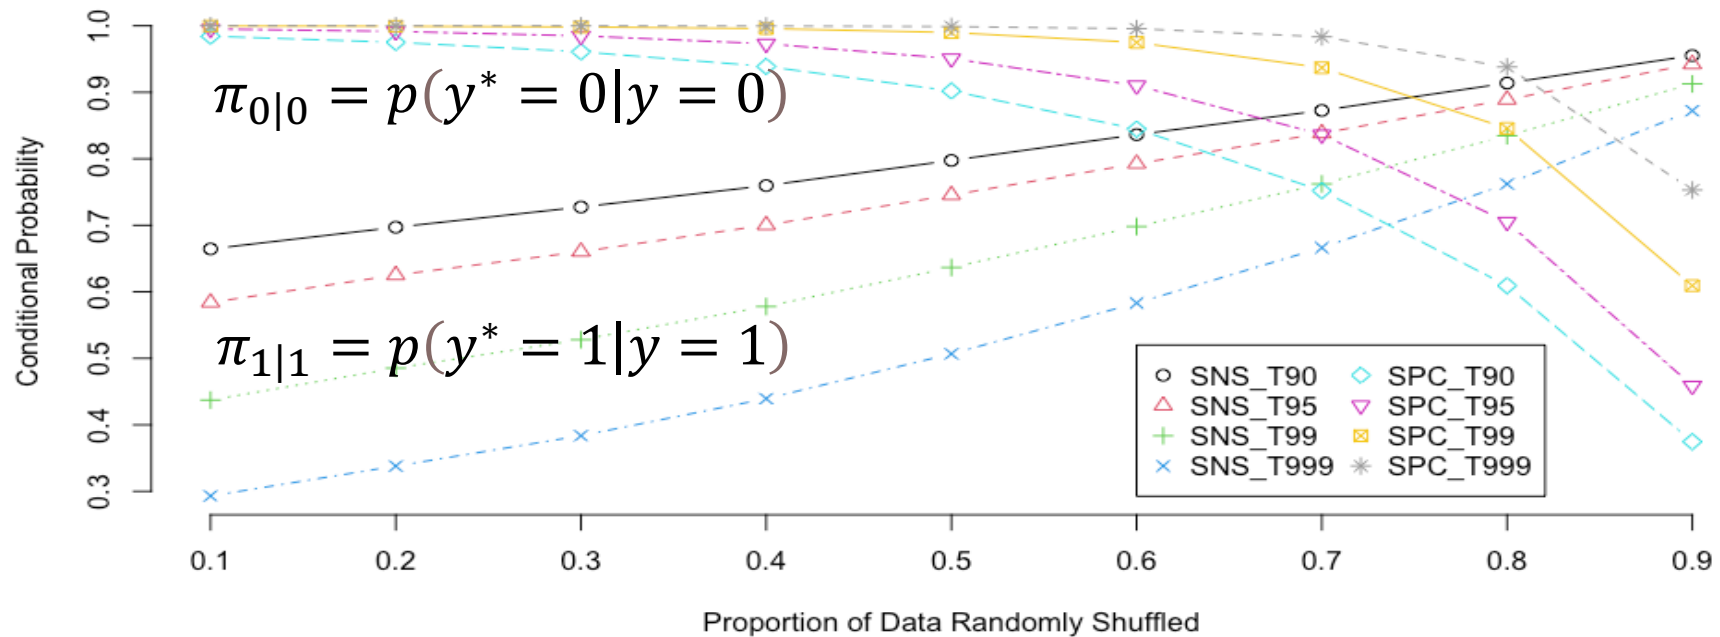 1.0
0.9
0.8
0.7
0.6
0.5
0.4
0.3
Conditional Probability
π0|0 = p(y* = 0|y = 0)
π1|1 = p(y* = 1|y = 1)
SNS_T90 SPC_T90
SNS_T95 SPC_T95
SNS_T99 SPC_T99
SNS_T999 SPC_T999
0.1 0.2 0.3 0.4 0.5 0.6 0.7 0.8 0.9
Proportion of Data Randomly Shuffled